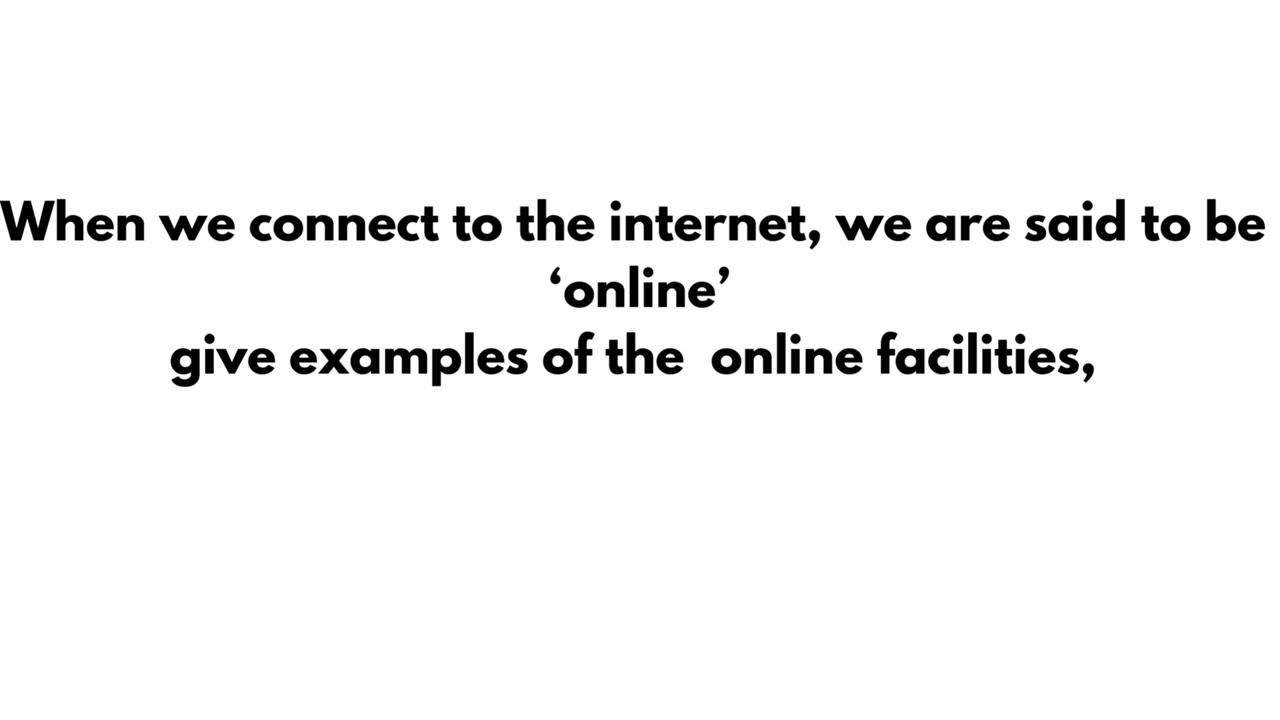 When we connect to the internet, we are said to be
‘online’
give examples of the  online facilities,